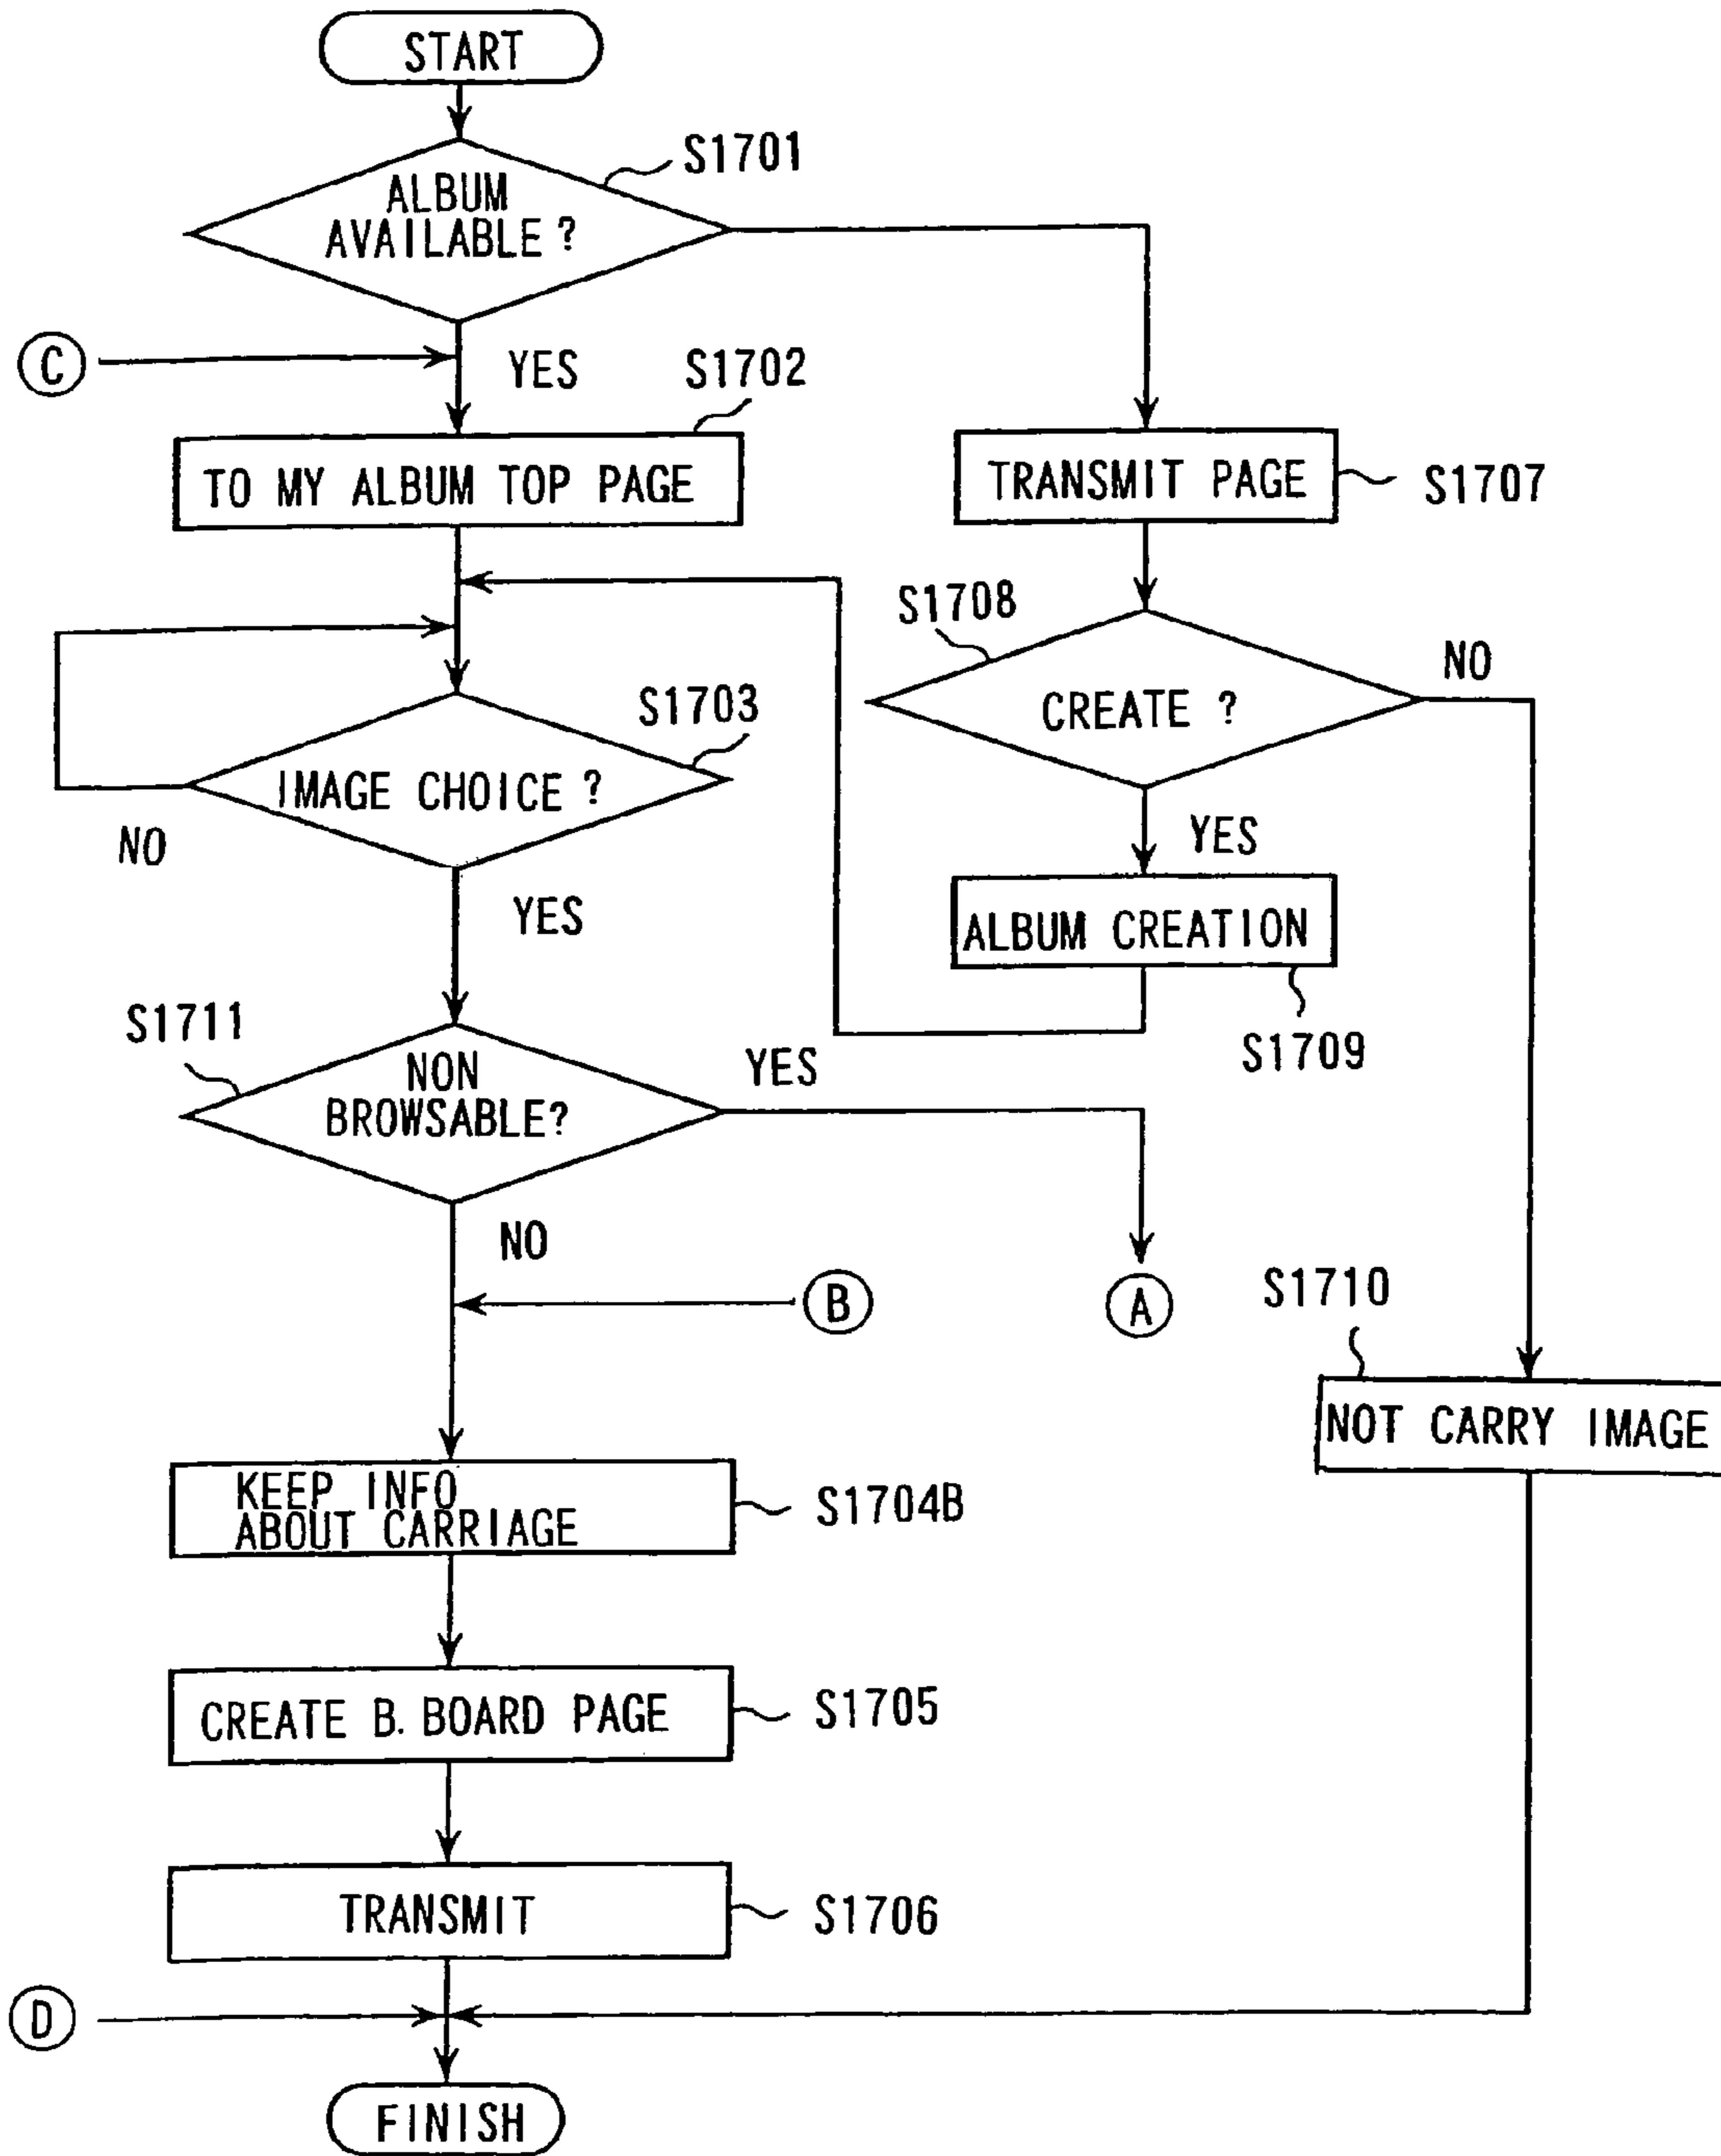 START
S1701
ALBUM
AVAILABLE ?
C
YES
S1702
TO MY ALBUM TOP PAGE
TRANSMIT PAGE
S1707
S1708
NO
CREATE ?
S1703
IMAGE CHOICE ?
NO
YES
YES
ALBUM CREATION
S1709
S1711
NON
BROWSABLE?
YES
NO
B
A
S1710
NOT CARRY IMAGE
KEEP INFO
ABOUT CARRIAGE
S1704B
CREATE B. BOARD PAGE
S1705
TRANSMIT
S1706
D
FINISH